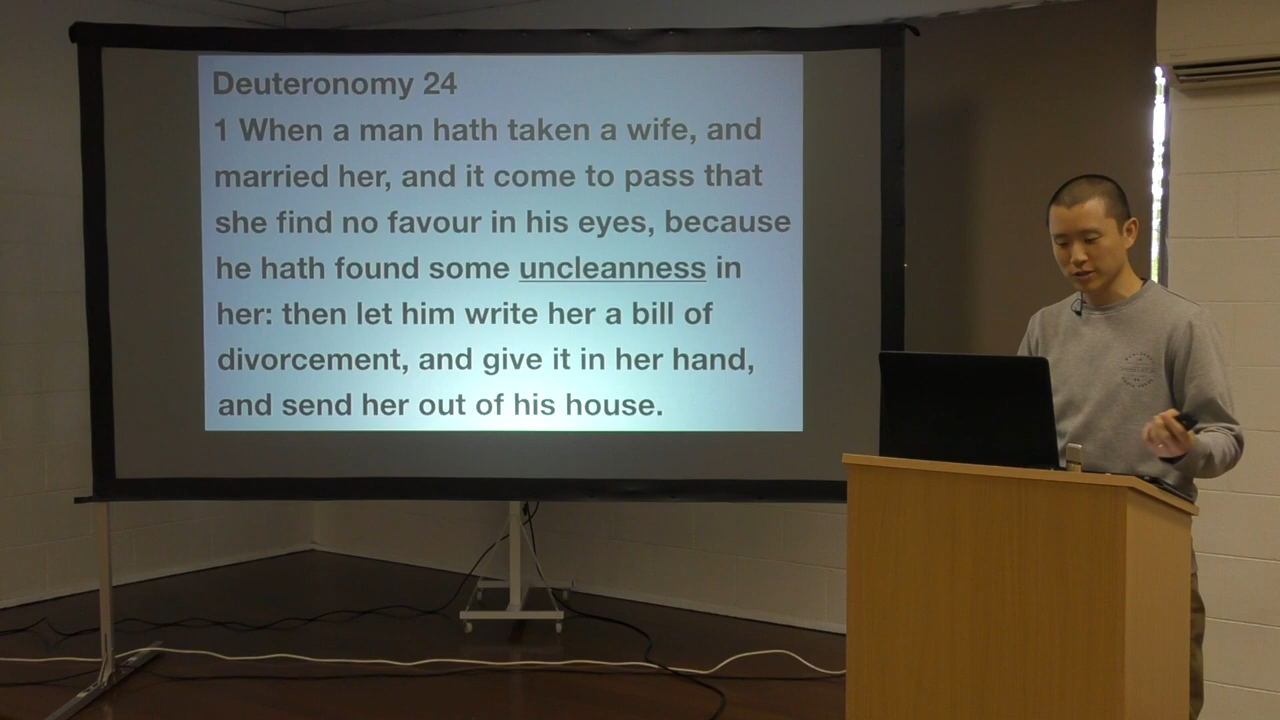 Deuteronomy 24
1 When a man hath taken a wife, and
married her, and it come to pass that
she find no favour in his eyes, because
he hath found some uncleanness in
her: then let him write her a bill of
divorcement, and give it in her hand,
and send her out of his house.